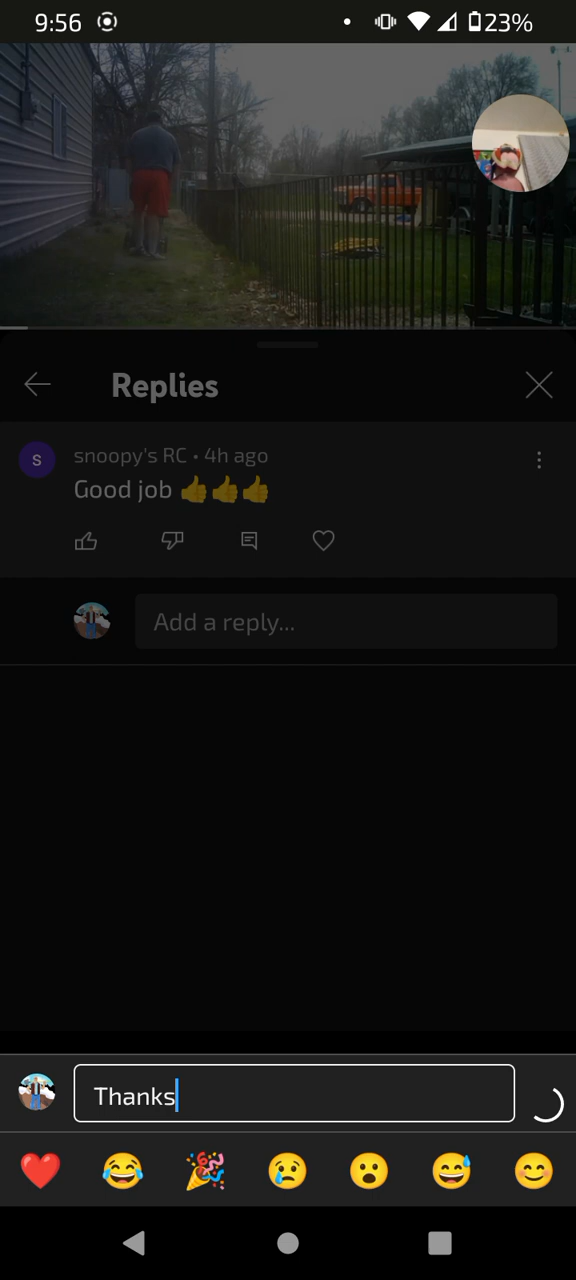 9:56
23%
Replies
S
snoopy's RC • 4h ago
Good job 👍👍👍
Add a reply...
Thanks